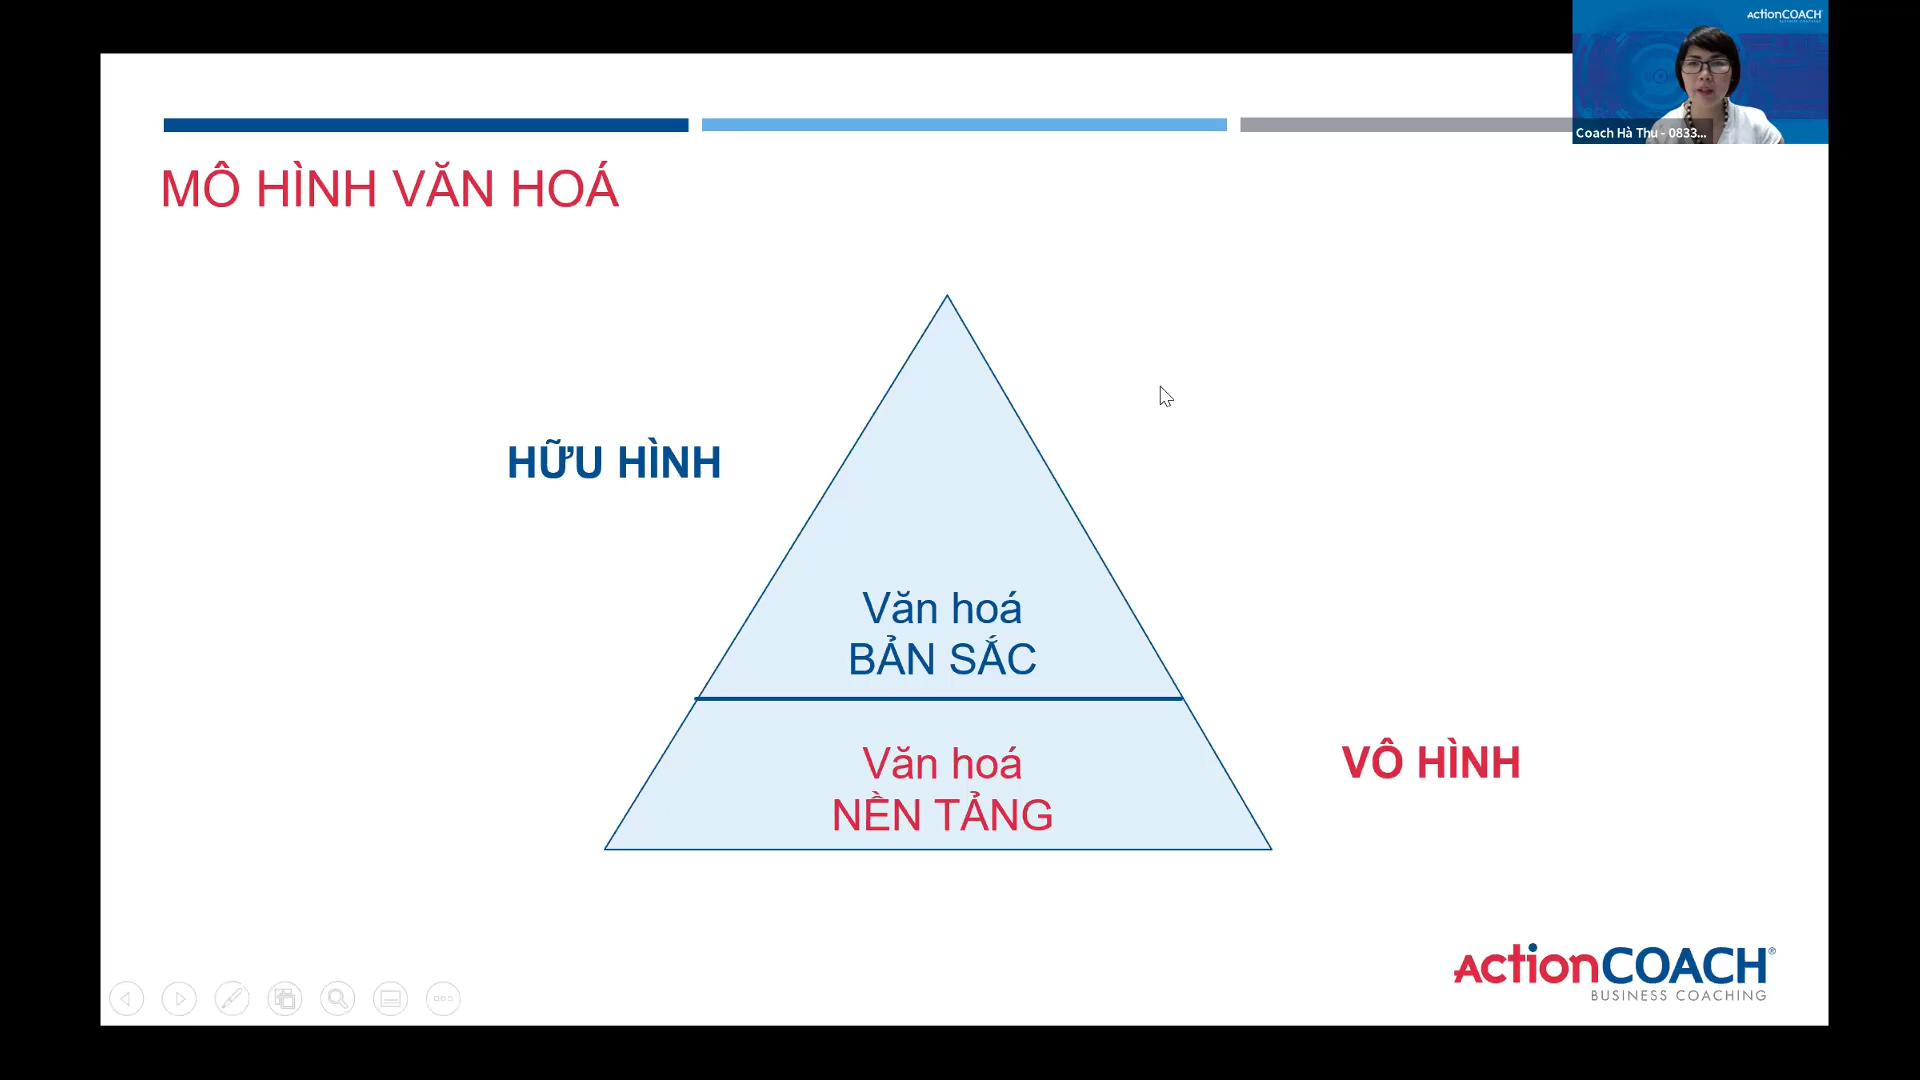 actionCOACH
Coach Hà Thu - 0833...
MÔ HÌNH VĂN HOÁ
HỮU HÌNH
Văn hoá
BẢN SẮC
Văn hoá
NỀN TẢNG
VÔ HÌNH
actionCOACH®
BUSINESS COACHING